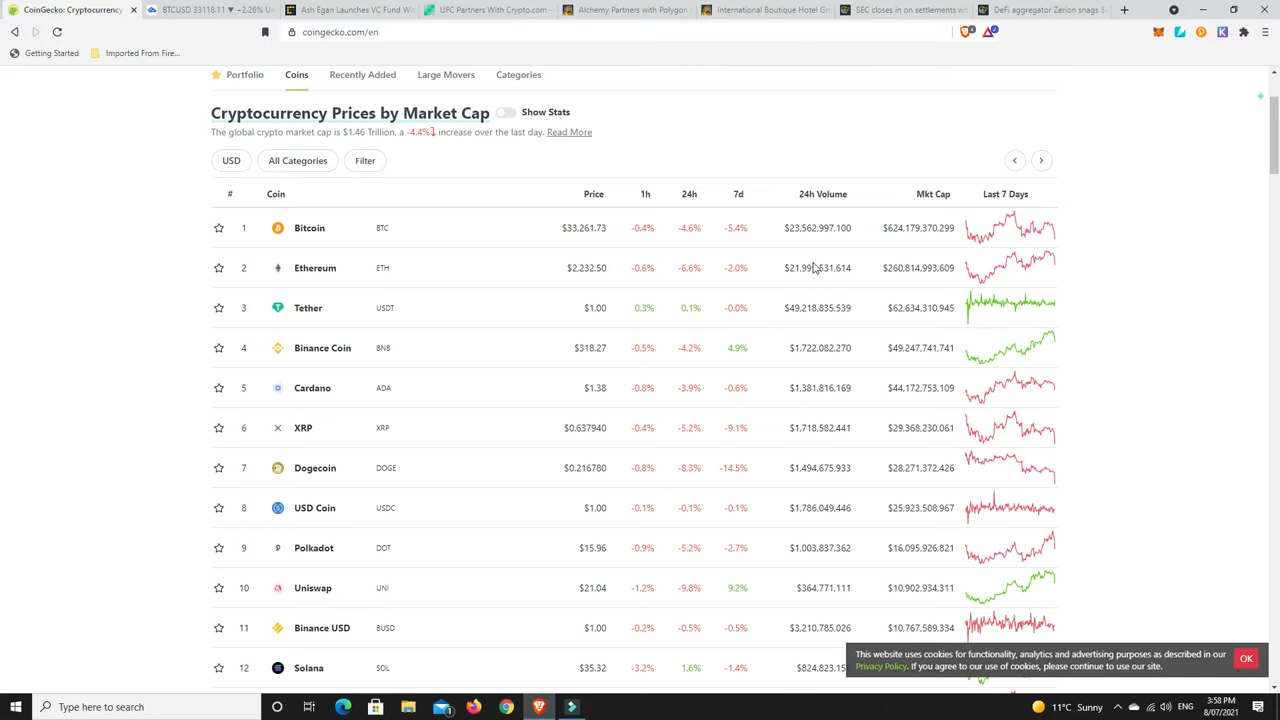 CoinGecko: Cryptocurrency
BTCUSD 33118.11 ▼−2.26% Un
Ash Egan Launches VC Fund Wi
UFC Partners With Crypto.com —
Alchemy Partners with Polygon
International Boutique Hotel Gr
SEC closes in on settlements wi
DeFi aggregator Zerion snags $
coingecko.com/en
Getting Started
Imported From Fire...
Portfolio
Coins
Recently Added
Large Movers
Categories
Cryptocurrency Prices by Market Cap
Show Stats
The global crypto market cap is $1.46 Trillion, a -4.4% increase over the last day. Read More
USD
All Categories
Filter
# Coin Price 1h 24h 7d 24h Volume Mkt Cap Last 7 Days
1 Bitcoin BTC $33,261.73 -0.4% -4.6% -5.4% $23,562,997,100 $624,179,370,299
2 Ethereum ETH $2,232.50 -0.6% -6.6% -2.0% $260,814,993,609
3 Tether USDT $1.00 0.3% 0.1% -0.0% $49,218,835,539 $62,634,310,945
4 Binance Coin BNB $318.27 -0.5% -4.2% 4.9% $1,722,082,270 $49,247,741,741
5 Cardano ADA $1.38 -0.8% -3.9% -0.6% $1,381,816,169 $44,172,753,109
6 XRP XRP $0.637940 -0.4% -5.2% -9.1% $1,718,582,441 $29,368,230,061
7 Dogecoin DOGE $0.216780 -0.8% -8.3% -14.5% $1,494,675,933 $28,271,372,426
8 USD Coin USDC $1.00 -0.1% -0.1% -0.1% $1,786,049,446 $25,923,508,967
9 Polkadot DOT $15.96 -0.9% -5.2% -2.7% $1,003,837,362 $16,095,926,821
10 Uniswap UNI $21.04 -1.2% -9.8% 9.2% $364,771,111 $10,902,934,311
11 Binance USD BUSD $1.00 -0.2% -0.5% -0.5% $3,210,785,026 $10,767,589,334
12 Solana SOL $35.32 -3.2% 1.6% -1.4%
This website uses cookies for functionality, analytics and advertising purposes as described in our
Privacy Policy. If you agree to our use of cookies, please continue to use our site.
OK
Type here to search
11°C Sunny
ENG
3:58 PM
8/07/2021